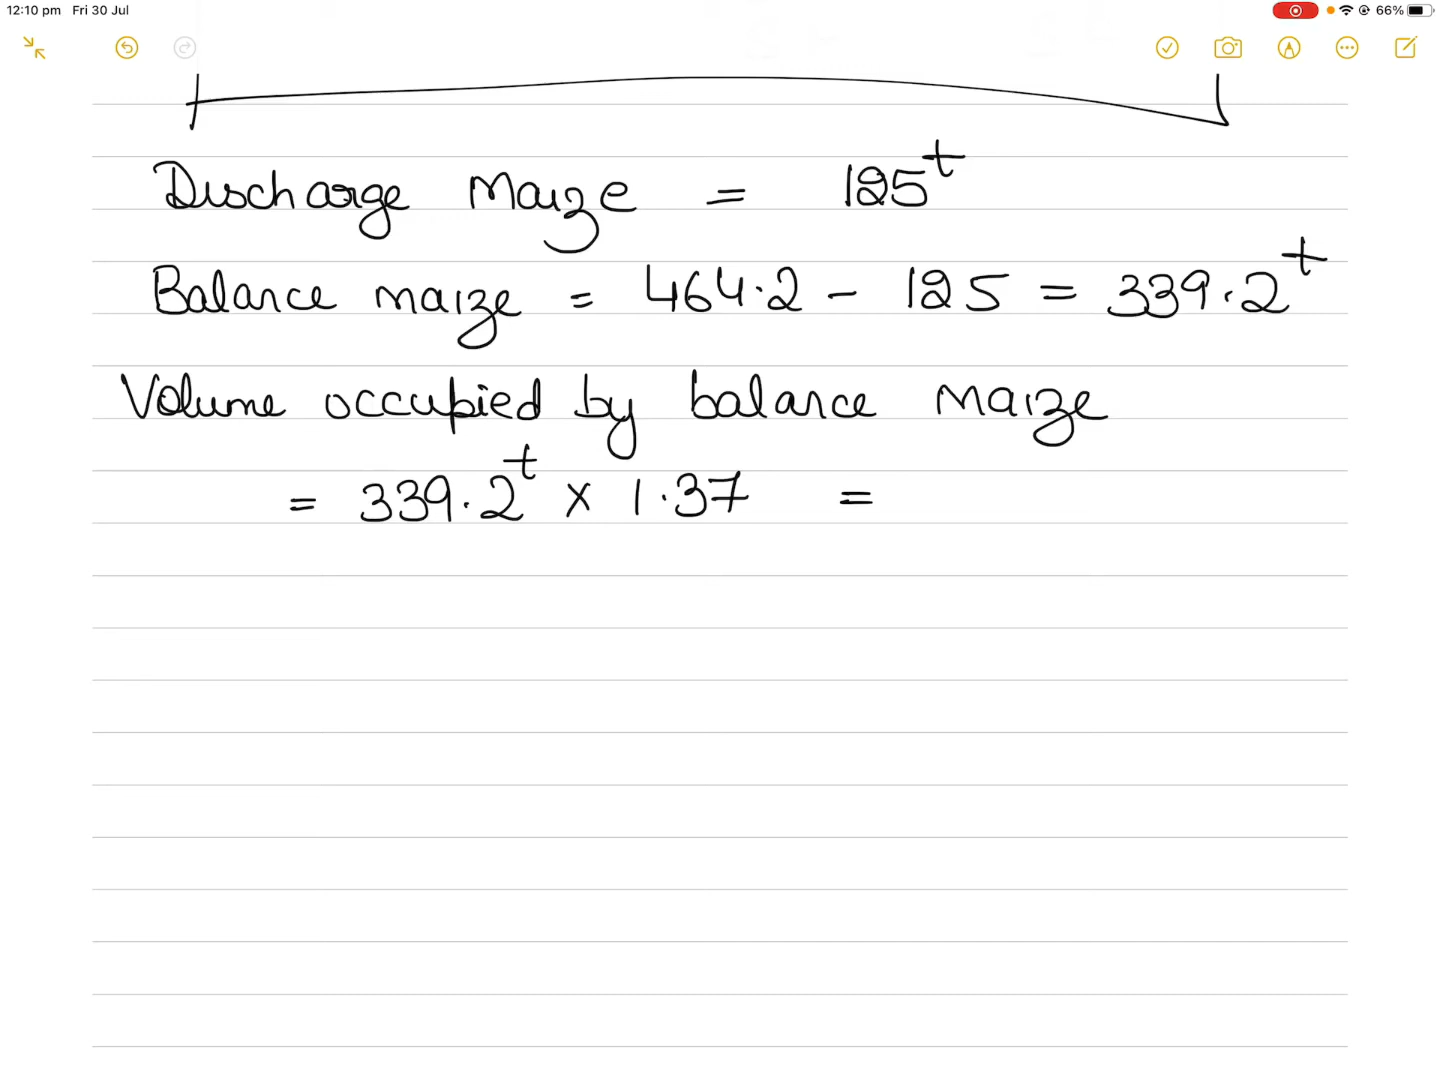 12:10 pm Fri 30 Jul 66%
Discharge Maize = 125t
Balance maize = 464.2 - 125 = 339.2t
Volume occupied by balance Maize
= 339.2t x 1.37 =